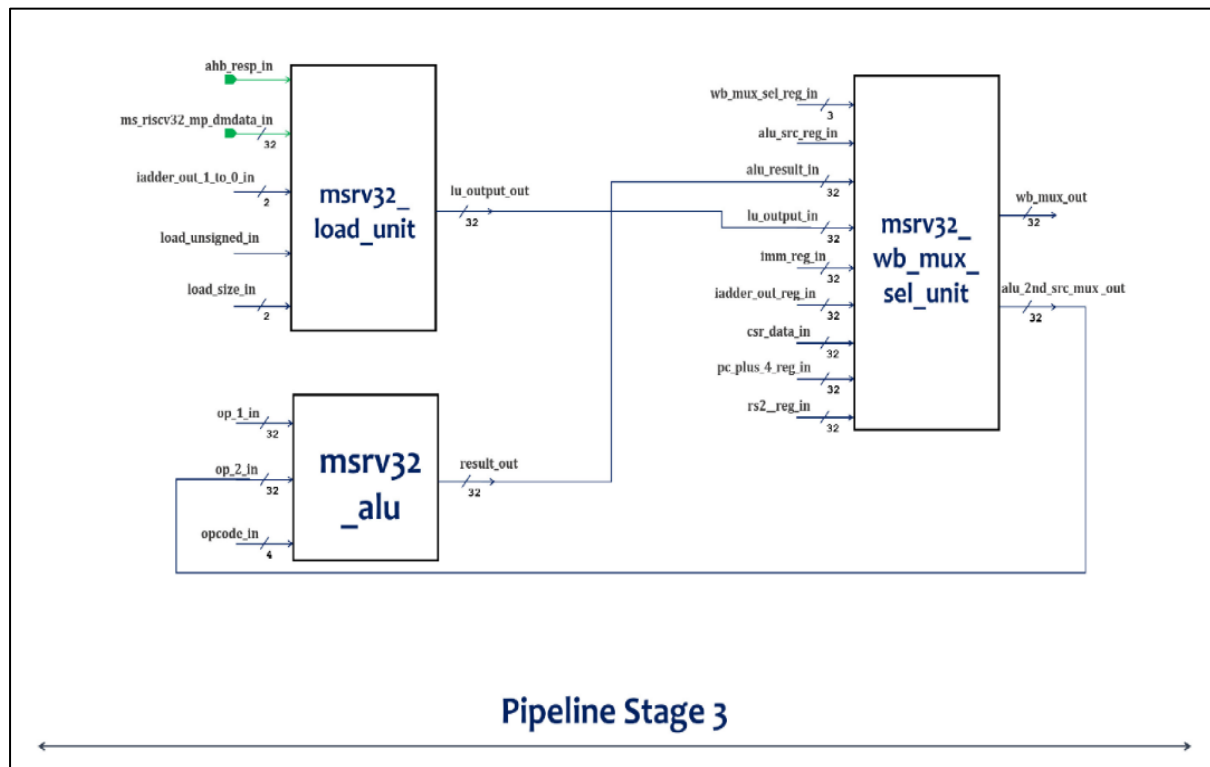 ahb_resp_in
ms_riscv32_mp_dmdata_in
32
iadder_out_1_to_0_in
2
load_unsigned_in
load_size_in
2
msrv32_
load_unit
lu_output_out
32
op_1_in
32
op_2_in
32
opcode_in
4
msrv32
_alu
result_out
32
wb_mux_sel_reg_in
3
alu_src_reg_in
alu_result_in
32
lu_output_in
32
imm_reg_in
32
iadder_out_reg_in
32
csr_data_in
32
pc_plus_4_reg_in
32
rs2__reg_in
32
msrv32_
wb_mux_
sel_unit
wb_mux_out
32
alu_2nd_src_mux_out
32
Pipeline Stage 3